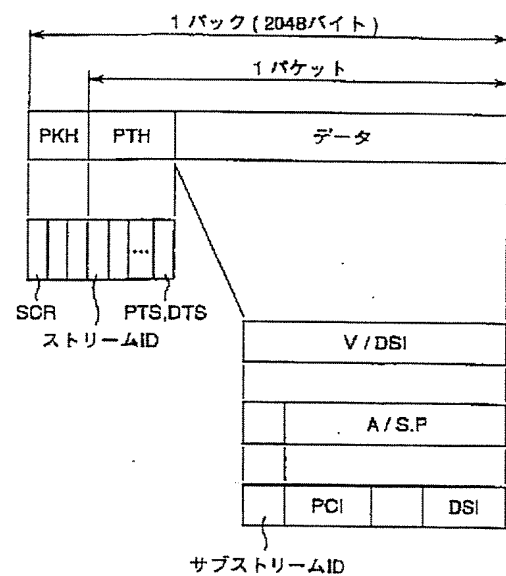 1 パック ( 2048バイト )
1 パケット
PKH PTH データ
...
SCR PTS,DTS
ストリームID
V / DSI
A / S.P
PCI DSI
サブストリームID